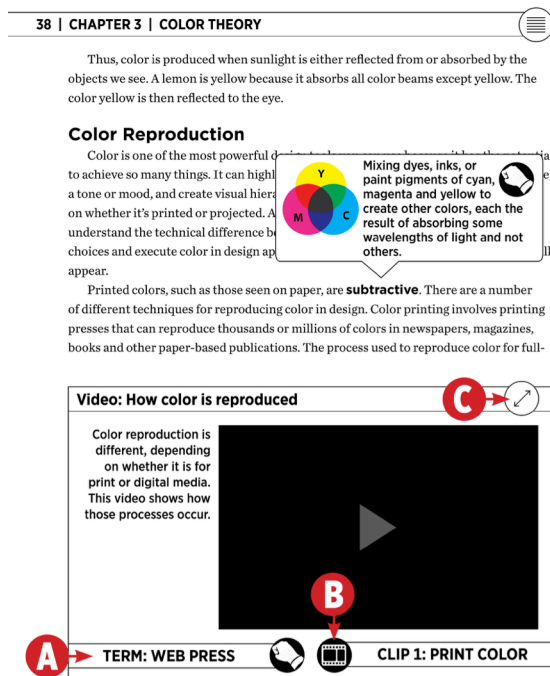 38 | CHAPTER 3 | COLOR THEORY
Thus, color is produced when sunlight is either reflected from or absorbed by the
objects we see. A lemon is yellow because it absorbs all color beams except yellow. The
color yellow is then reflected to the eye.
Color Reproduction
Color is one of the most powerful
to achieve so many things. It can
a tone or mood, and create visual
on whether it's printed or projected. A
understand the technical difference
choices and execute color in design
appear.
Y
M
C
Mixing dyes, inks, or
paint pigments of cyan,
magenta and yellow to
create other colors, each the
result of absorbing some
wavelengths of light and not
others.
Printed colors, such as those seen on paper, are subtractive. There are a number
of different techniques for reproducing color in design. Color printing involves printing
presses that can reproduce thousands or millions of colors in newspapers, magazines,
books and other paper-based publications. The process used to reproduce color for full-
Video: How color is reproduced
C
Color reproduction is
different, depending
on whether it is for
print or digital media.
This video shows how
those processes occur.
B
A
TERM: WEB PRESS
CLIP 1: PRINT COLOR